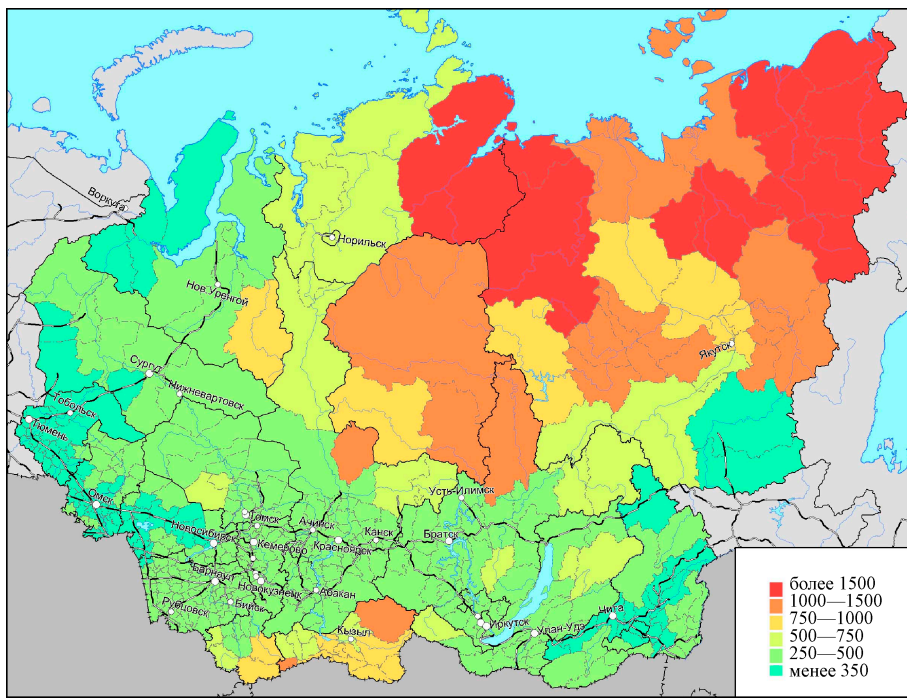 Воркута
Норильск
Нов.Уренгой
Якутск
Сургут
Нижневартовск
Тобольск
Тюмень
Усть-Илимск
Омск
Томск
Ачинск
Новосибирск
Канск
Кемерово
Красноярск
Братск
Барнаул
Новокузнецк
Абакан
Рубцовск
Бийск
Чита
Иркутск
Кызыл
Улан-Удэ
более 1500
1000—1500
750—1000
500—750
250—500
менее 350